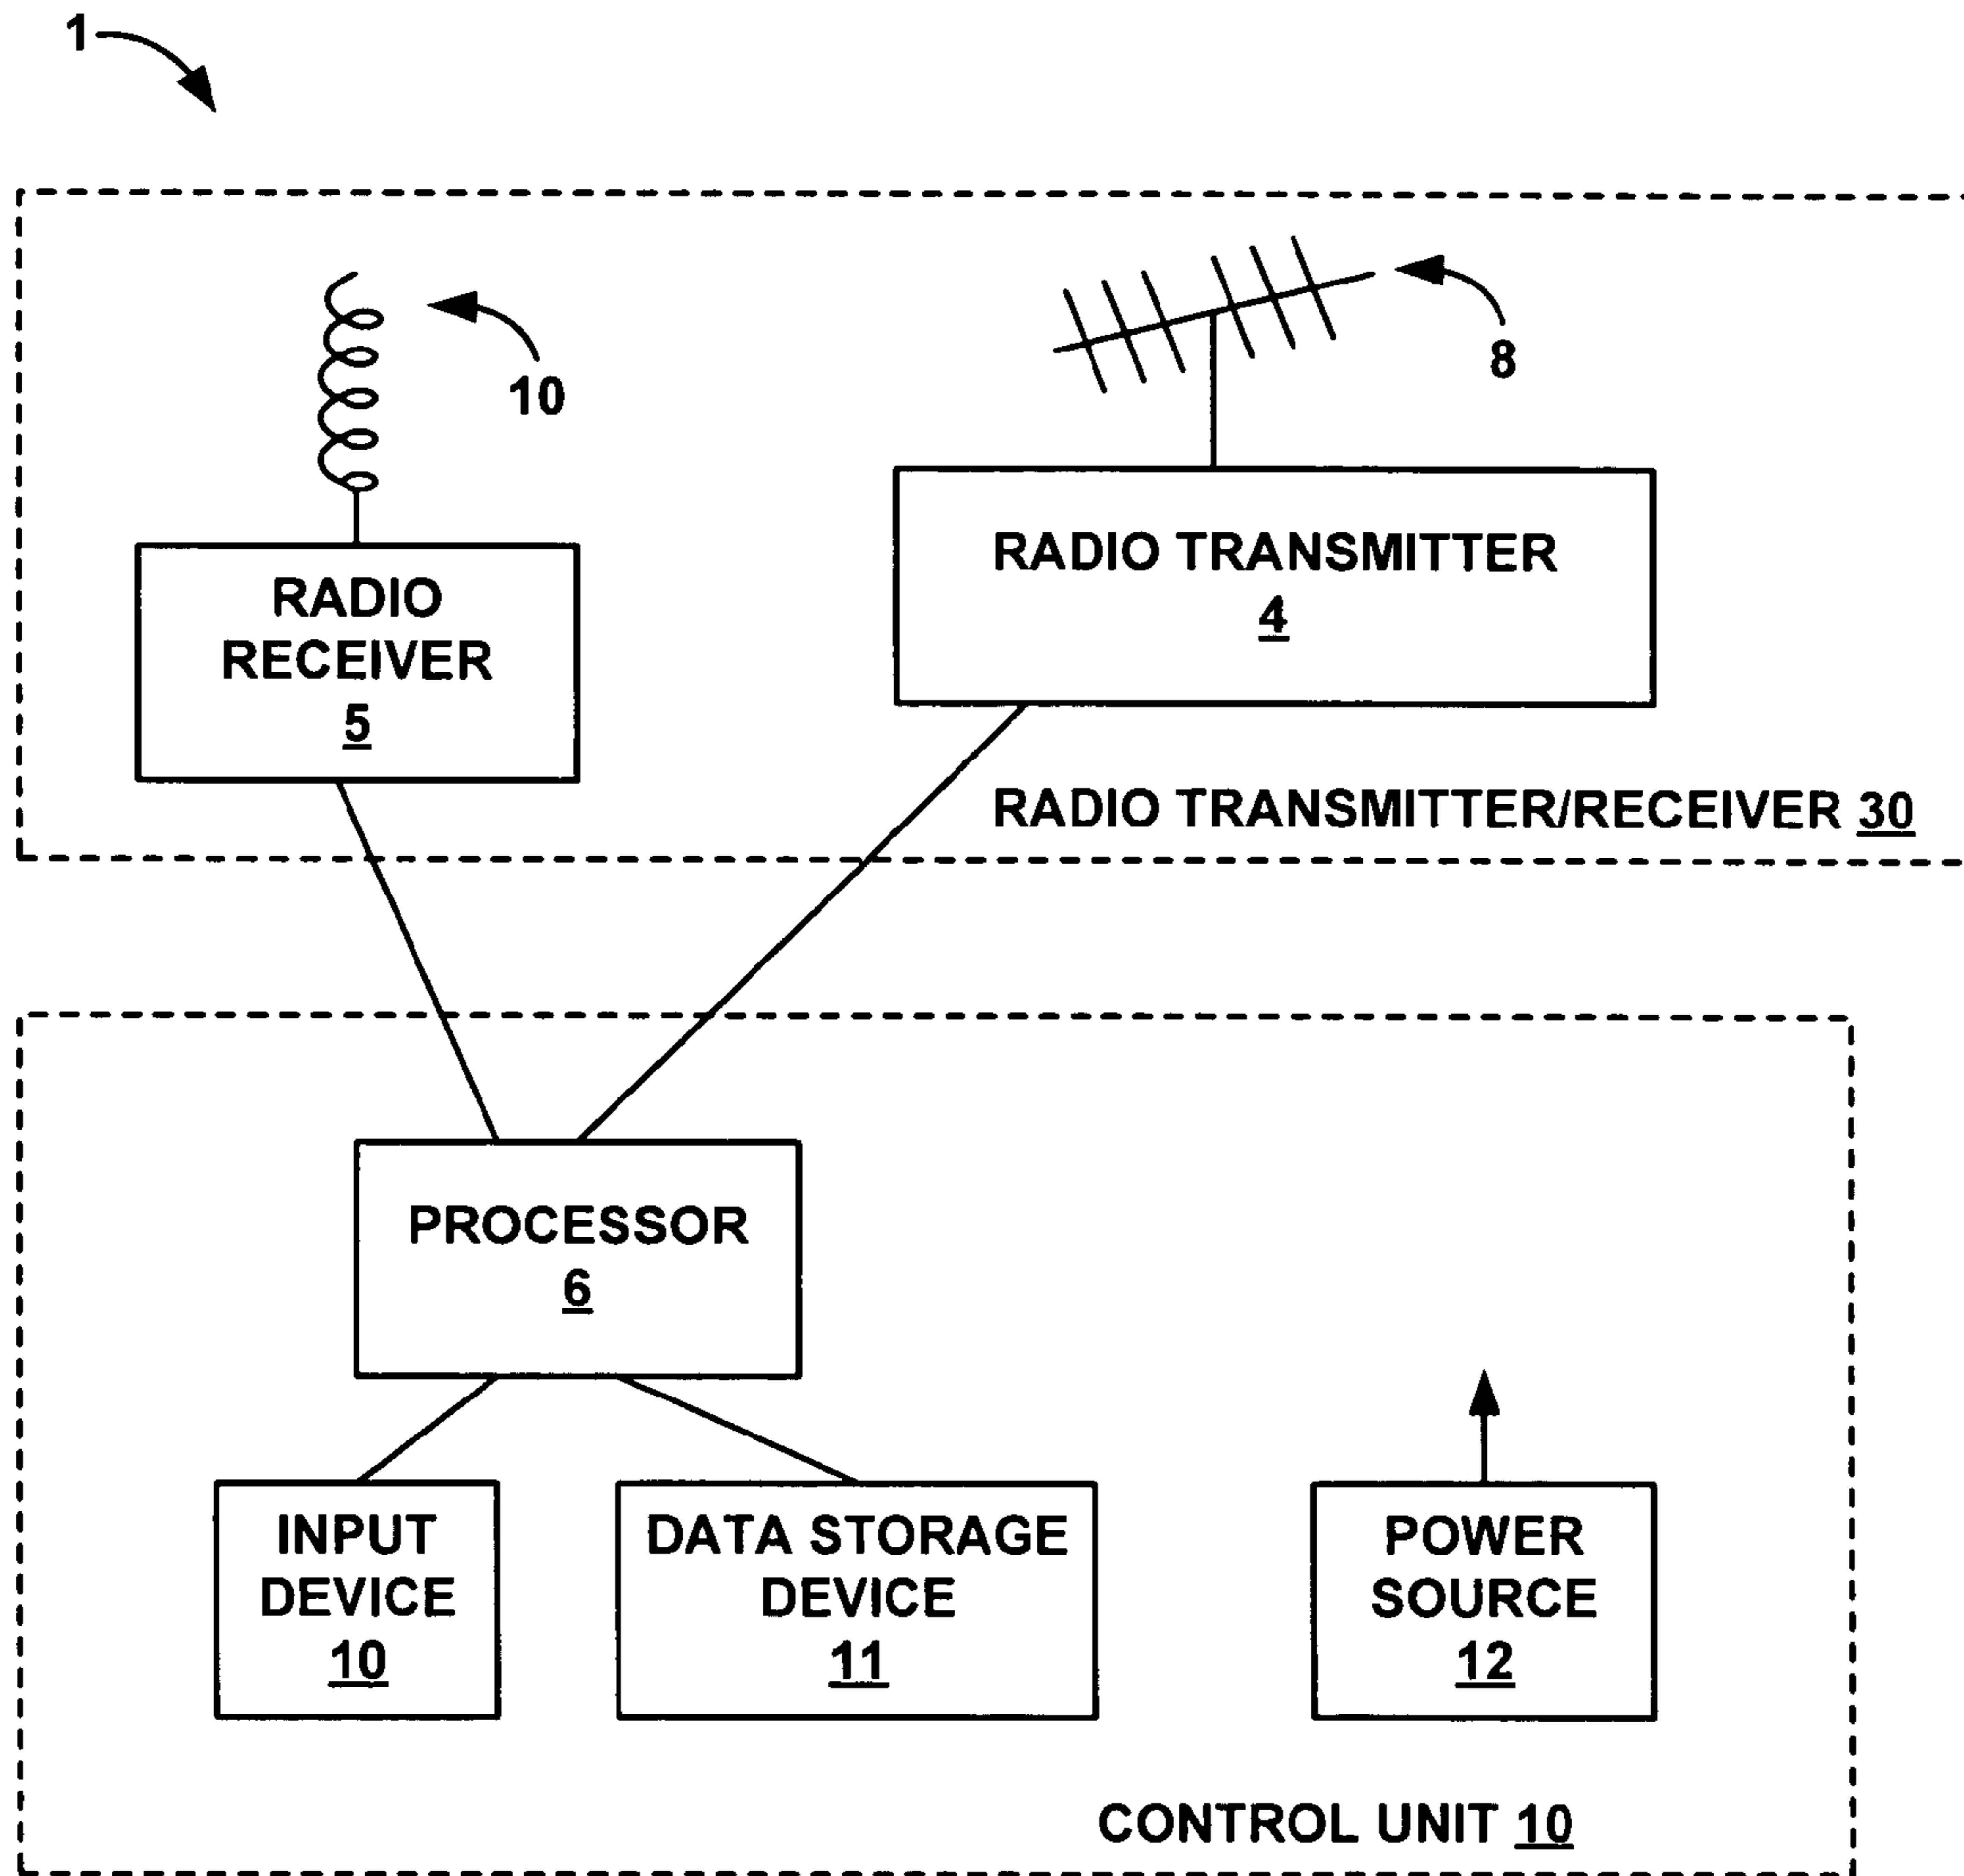 1
10
8
RADIO
RECEIVER
5
RADIO TRANSMITTER
4
RADIO TRANSMITTER/RECEIVER 30
PROCESSOR
6
INPUT
DEVICE
10
DATA STORAGE
DEVICE
11
POWER
SOURCE
12
CONTROL UNIT 10